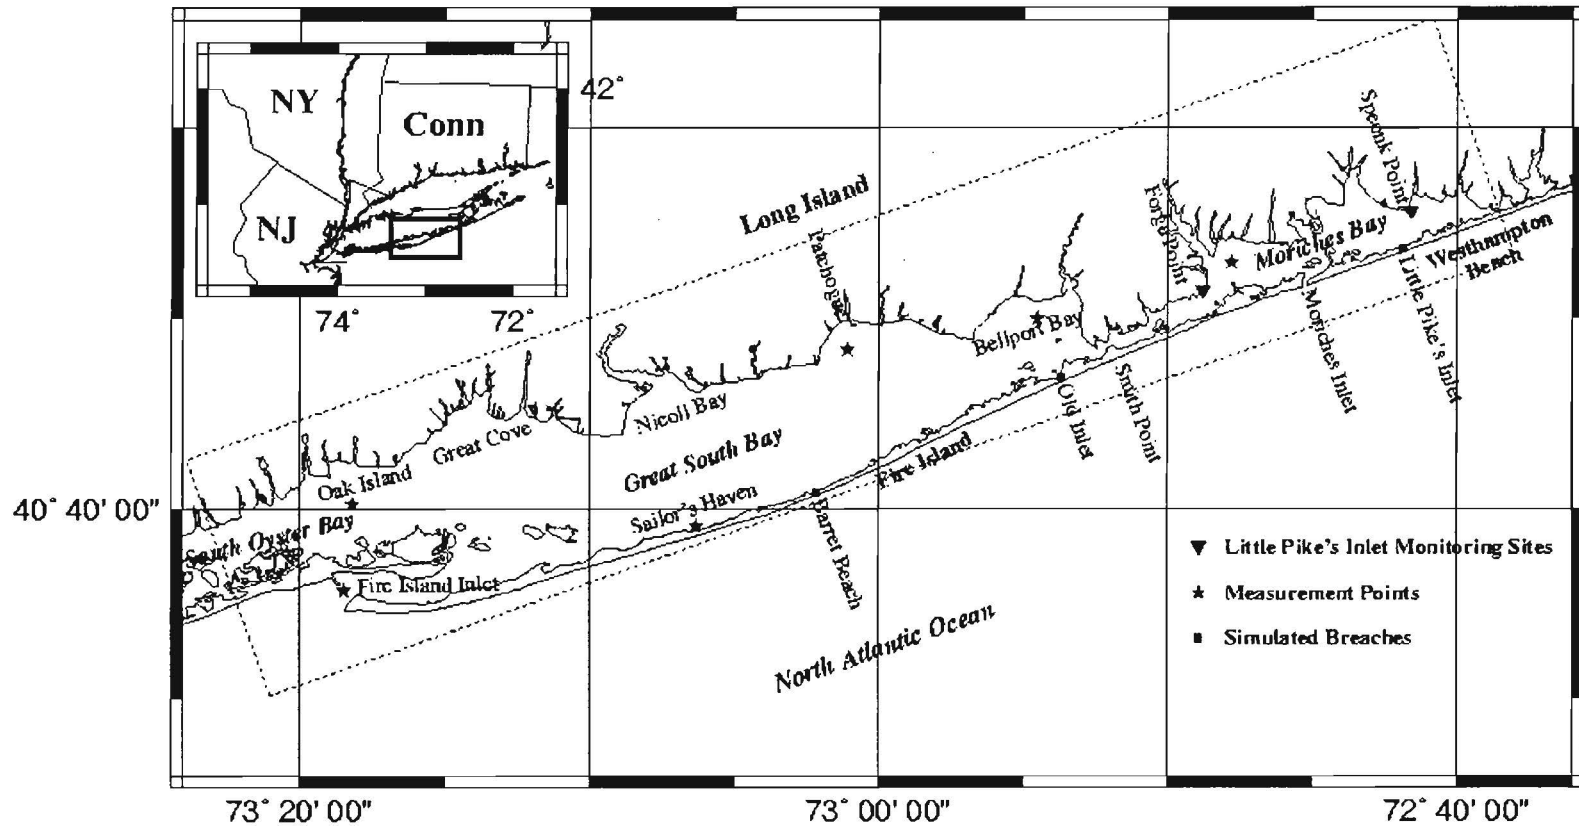 NY
Conn
NJ
42°
74°
72°
Long Island
Patchogue
Forge Point
Speonk Point
Moriches Bay
Westhampton
Beach
Little Pike's Inlet
Moriches Inlet
Bellport Bay
Smith Point
Old Inlet
Nicoll Bay
Great Cove
Great South Bay
Fire Island
Oak Island
Sailor's Haven
Barret Beach
South Oyster Bay
Fire Island Inlet
North Atlantic Ocean
40° 40' 00"
Little Pike's Inlet Monitoring Sites
Measurement Points
Simulated Breaches
73° 20' 00"
73° 00' 00"
72° 40' 00"